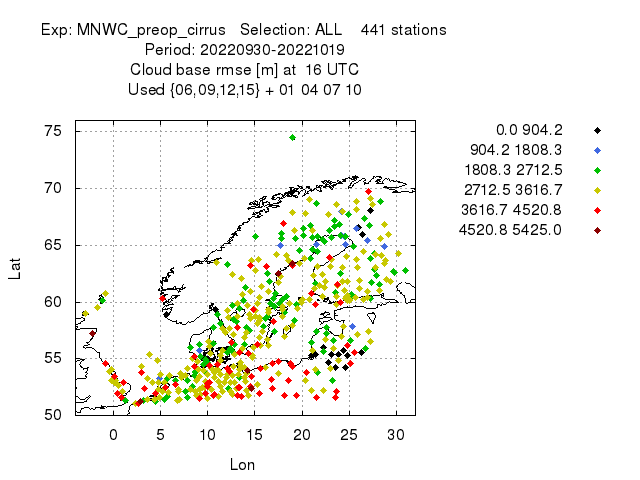 Exp: MNWC_preop_cirrus   Selection: ALL    441 stations
Period: 20220930-20221019
Cloud base rmse [m] at  16 UTC
Used {06,09,12,15} + 01 04 07 10
0.0 904.2
904.2 1808.3
1808.3 2712.5
2712.5 3616.7
3616.7 4520.8
4520.8 5425.0
75
70
65
60
55
50
Lat
0 5 10 15 20 25 30
Lon